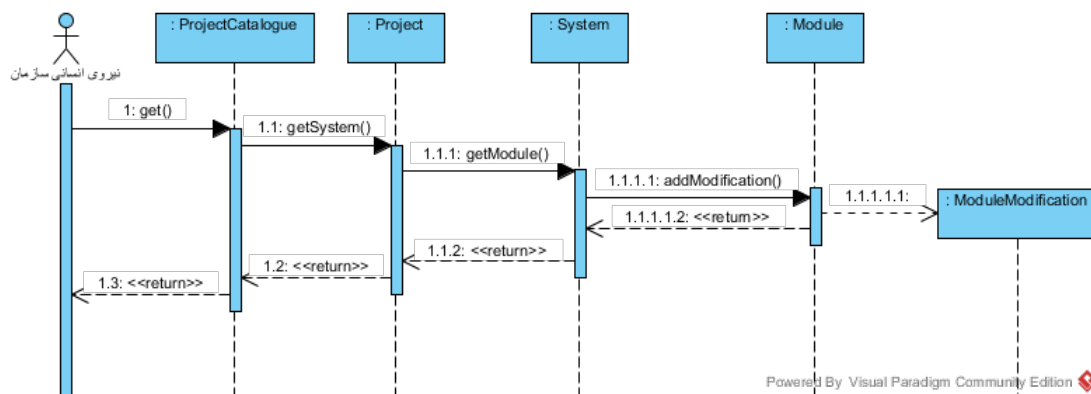 : ProjectCatalogue
: Project
: System
: Module
نیروی انسانی سازمان
1: get()
1.1: getSystem()
1.1.1: getModule()
1.1.1.1: addModification()
1.1.1.1.1:
: ModuleModification
1.1.1.1.2: <<return>>
1.1.2: <<return>>
1.2: <<return>>
1.3: <<return>>
Powered By Visual Paradigm Community Edition